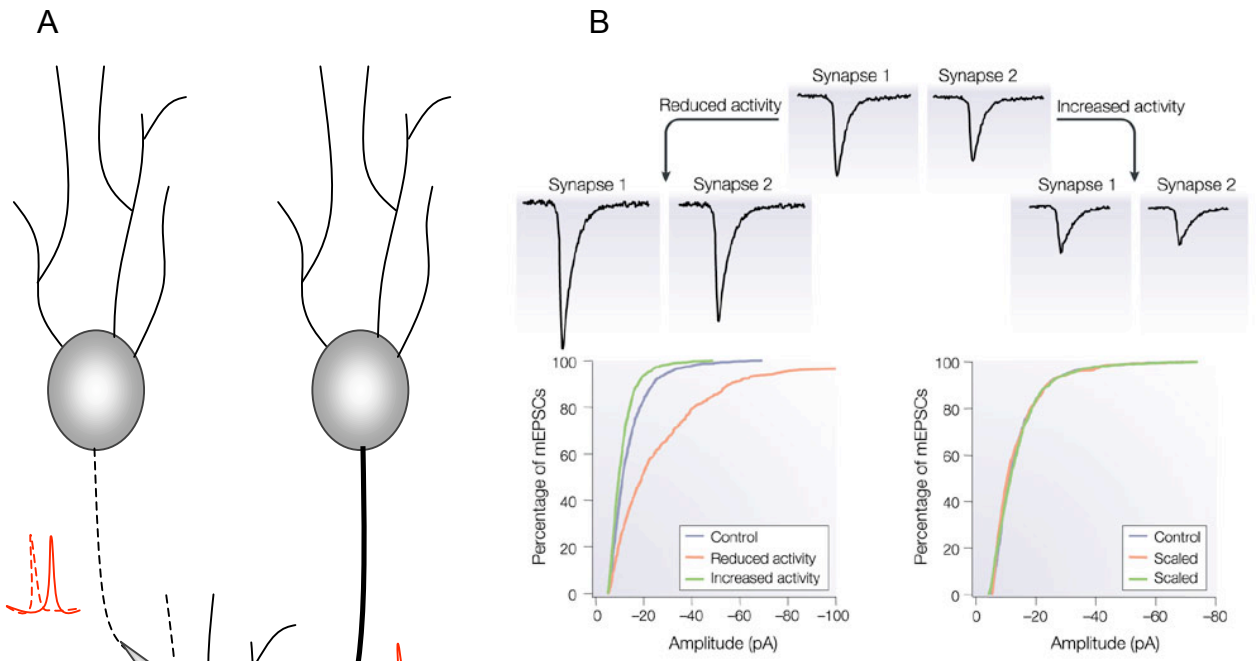 A
B
Synapse 1 Synapse 2
Reduced activity
Increased activity
Synapse 1 Synapse 2
Synapse 1 Synapse 2
Percentage of mEPSCs
100
80
60
40
20
0
Control
Reduced activity
Increased activity
0 –20 –40 –60 –80 –100
Amplitude (pA)
Percentage of mEPSCs
100
80
60
40
20
0
Control
Scaled
Scaled
0 –20 –40 –60 –80
Amplitude (pA)